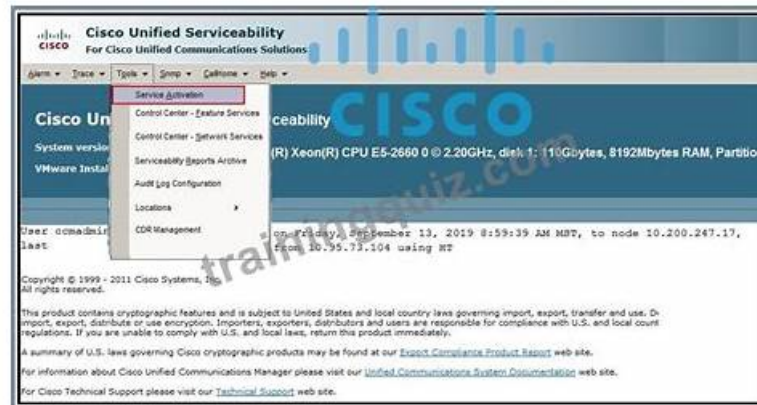 cisco
Cisco Unified Serviceability
For Cisco Unified Communications Solutions
CISCO
Alarm Trace Tools Snmp CallHome Help
Service Activation
Control Center - Feature Services
Control Center - Network Services
Serviceability Reports Archive
Audit Log Configuration
Locations
CDR Management
Cisco Un ceability
System versio (R) Xeon(R) CPU E5-2660 0 @ 2.20GHz, disk 1: 110Gbytes, 8192Mbytes RAM, Partitio
VMware Instal
trainingquiz.com
User ccmadmin on Friday, September 13, 2019 8:59:39 AM MST, to node 10.200.247.17,
last from 10.95.73.104 using HT
Copyright © 1999 - 2011 Cisco Systems, Inc.
All rights reserved.
This product contains cryptographic features and is subject to United States and local country laws governing import, export, transfer and use. De
import, export, distribute or use encryption. Importers, exporters, distributors and users are responsible for compliance with U.S. and local count
regulations. If you are unable to comply with U.S. and local laws, return this product immediately.
A summary of U.S. laws governing Cisco cryptographic products may be found at our Export Compliance Product Report web site.
For information about Cisco Unified Communications Manager please visit our Unified Communications System Documentation web site.
For Cisco Technical Support please visit our Technical Support web site.